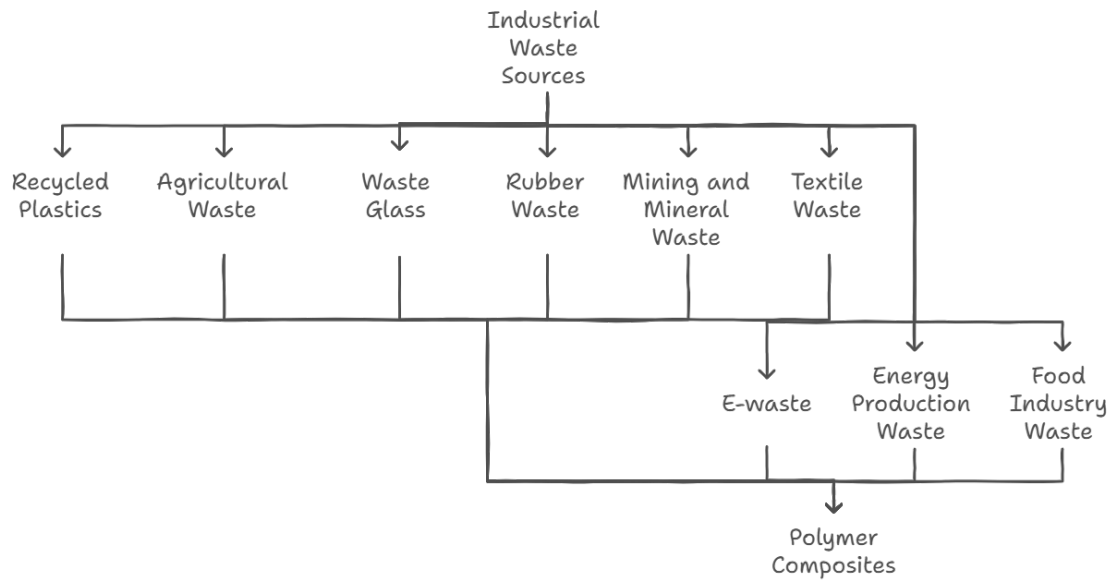 Industrial
Waste
Sources
Recycled
Plastics
Agricultural
Waste
Waste
Glass
Rubber
Waste
Mining and
Mineral
Waste
Textile
Waste
E-waste
Energy
Production
Waste
Food
Industry
Waste
Polymer
Composites